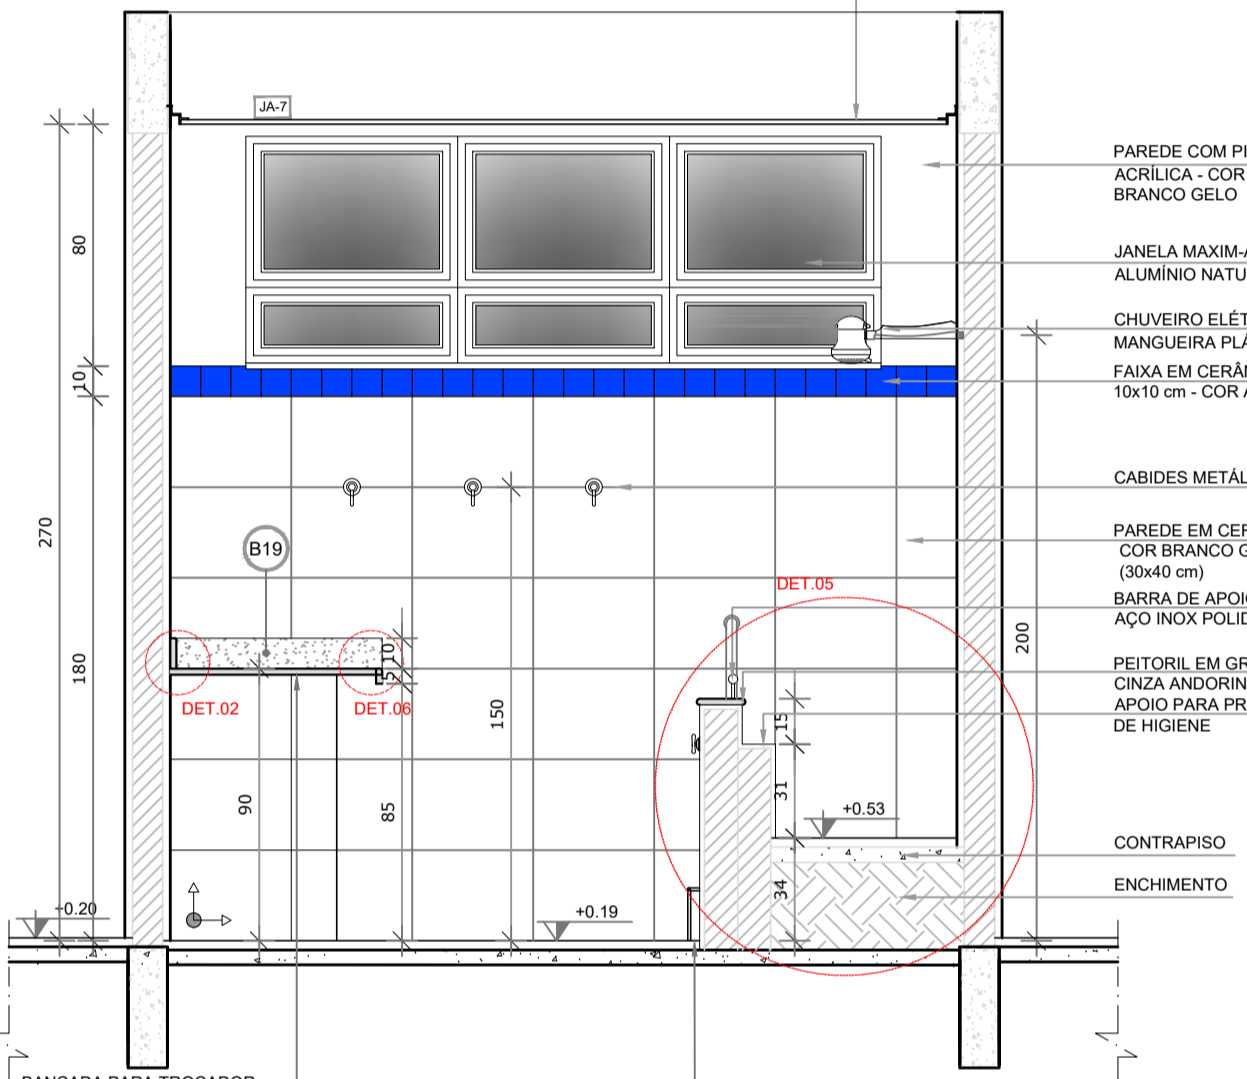 JA-7
PAREDE COM PI
ACRÍLICA - COR
BRANCO GELO
80
JANELA MAXIM-A
ALUMÍNIO NATU
CHUVEIRO ELÉT
MANGUEIRA PLÁ
FAIXA EM CERÂM
10x10 cm - COR A
10
CABIDES METÁL
270
B19
PAREDE EM CER
COR BRANCO G
(30x40 cm)
DET.05
BARRA DE APOIO
AÇO INOX POLID
200
180
10
5
PEITORIL EM GR
CINZA ANDORIN
APOIO PARA PR
DE HIGIENE
DET.02
DET.06
150
15
90
85
31
+0.53
CONTRAPISO
34
ENCHIMENTO
+0.20
+0.19
BANCADA PARA TROCADOR